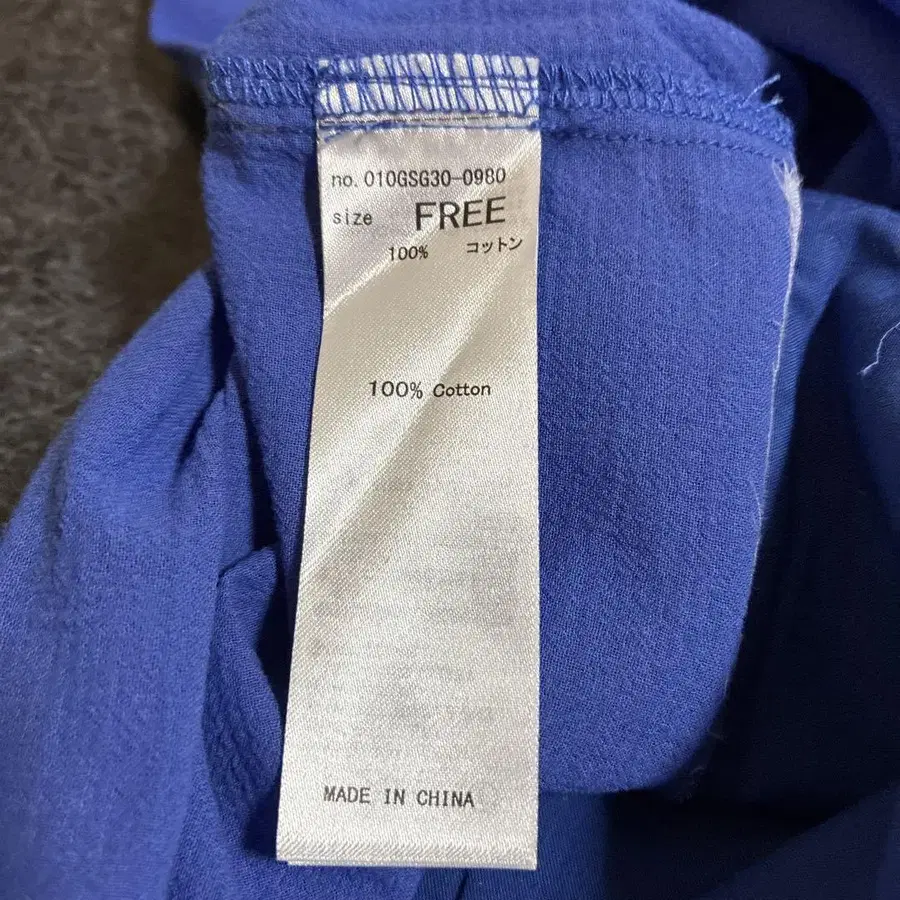 no. 010GSG30-0980
size FREE
100% コットン
100% Cotton
MADE IN CHINA